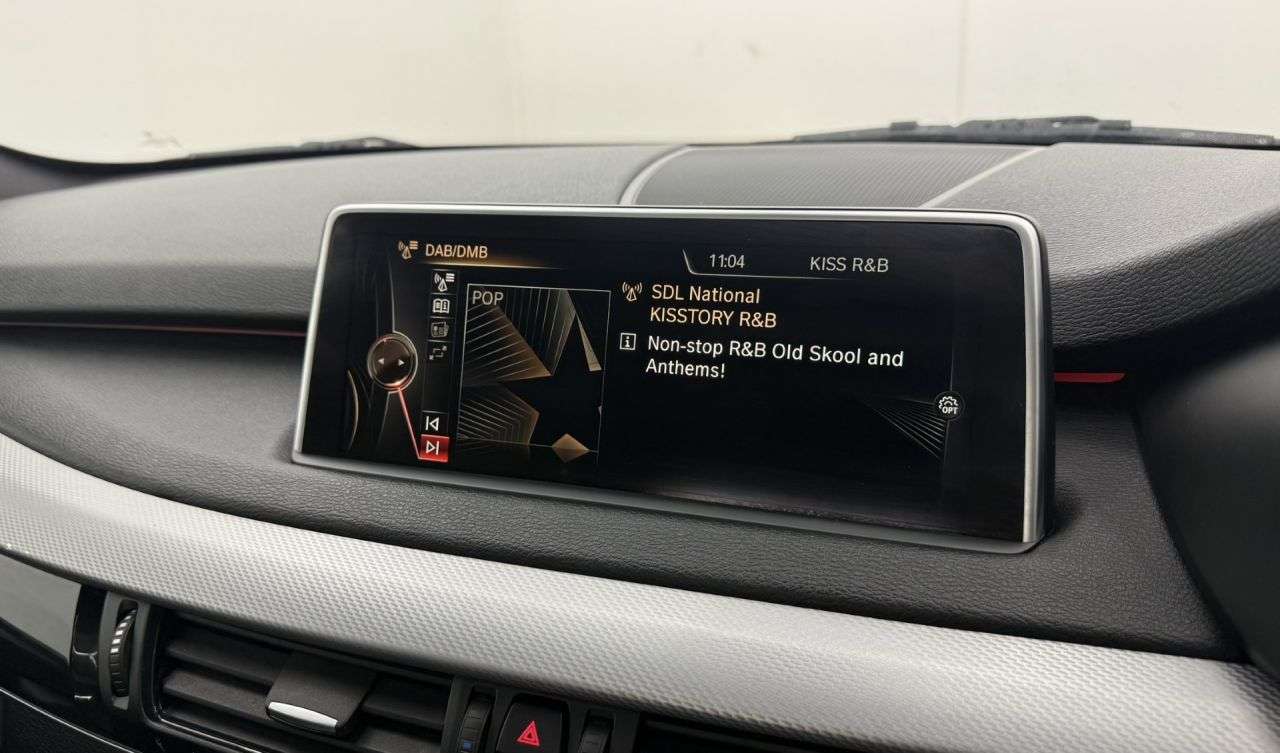 DAB/DMB
11:04
KISS R&B
POP
SDL National
KISSTORY R&B
Non-stop R&B Old Skool and
Anthems!
OPT